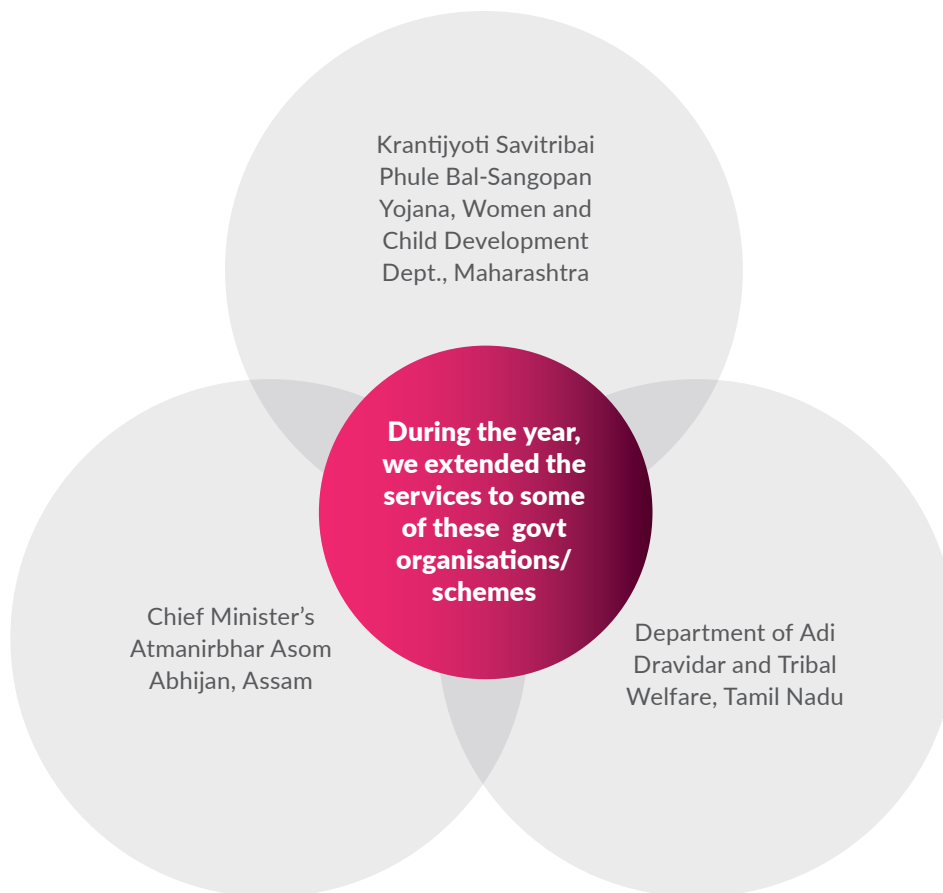 Krantijyoti Savitribai
Phule Bal-Sangopan
Yojana, Women and
Child Development
Dept., Maharashtra
During the year,
we extended the
services to some
of these govt
organisations/
schemes
Chief Minister’s
Atmanirbhar Asom
Abhijan, Assam
Department of Adi
Dravidar and Tribal
Welfare, Tamil Nadu